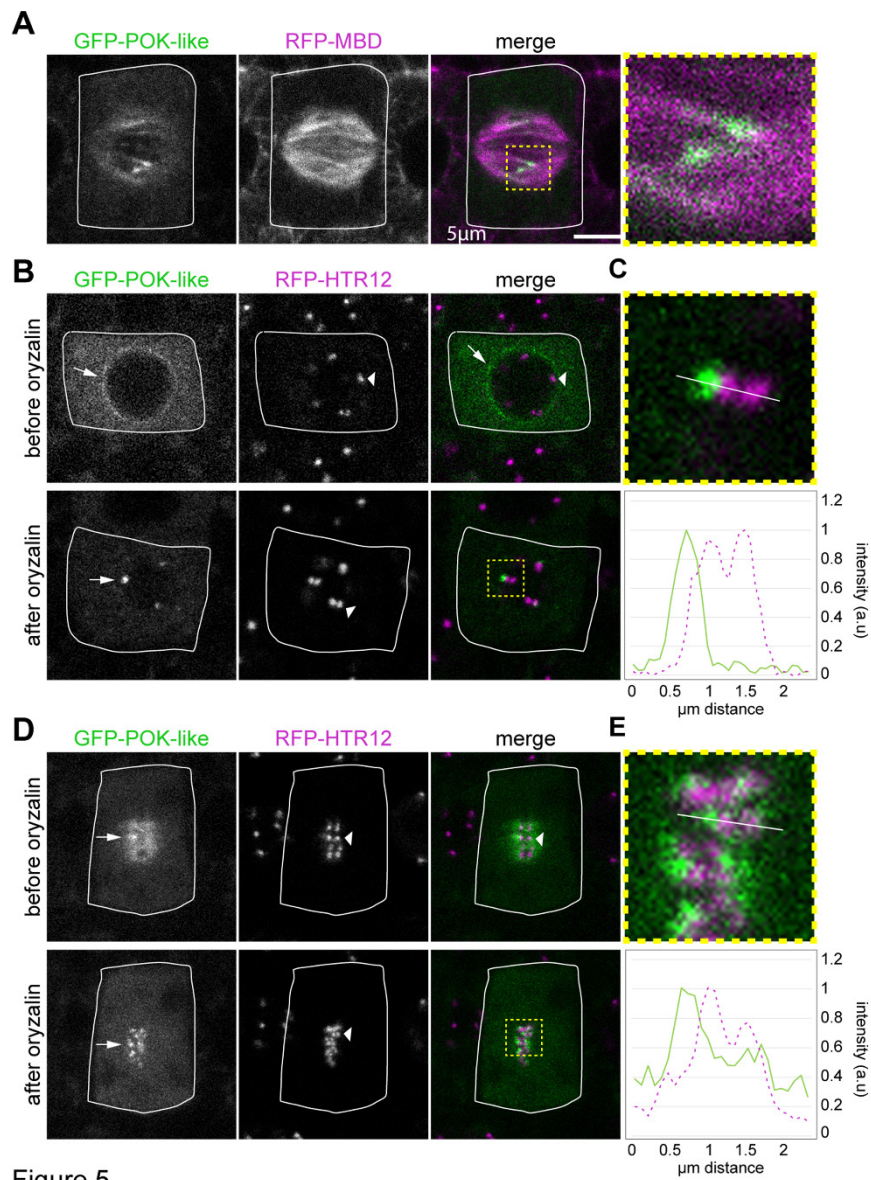 A
GFP-POK-like RFP-MBD merge
5µm
B GFP-POK-like RFP-HTR12 merge C
before oryzalin
after oryzalin
1.2
1
0.8
0.6
0.4
0.2
0
intensity (a.u)
0 0.5 1 1.5 2
µm distance
D GFP-POK-like RFP-HTR12 merge E
before oryzalin
after oryzalin
1.2
1
0.8
0.6
0.4
0.2
0
intensity (a.u)
0 0.5 1 1.5 2
µm distance
Figure 5